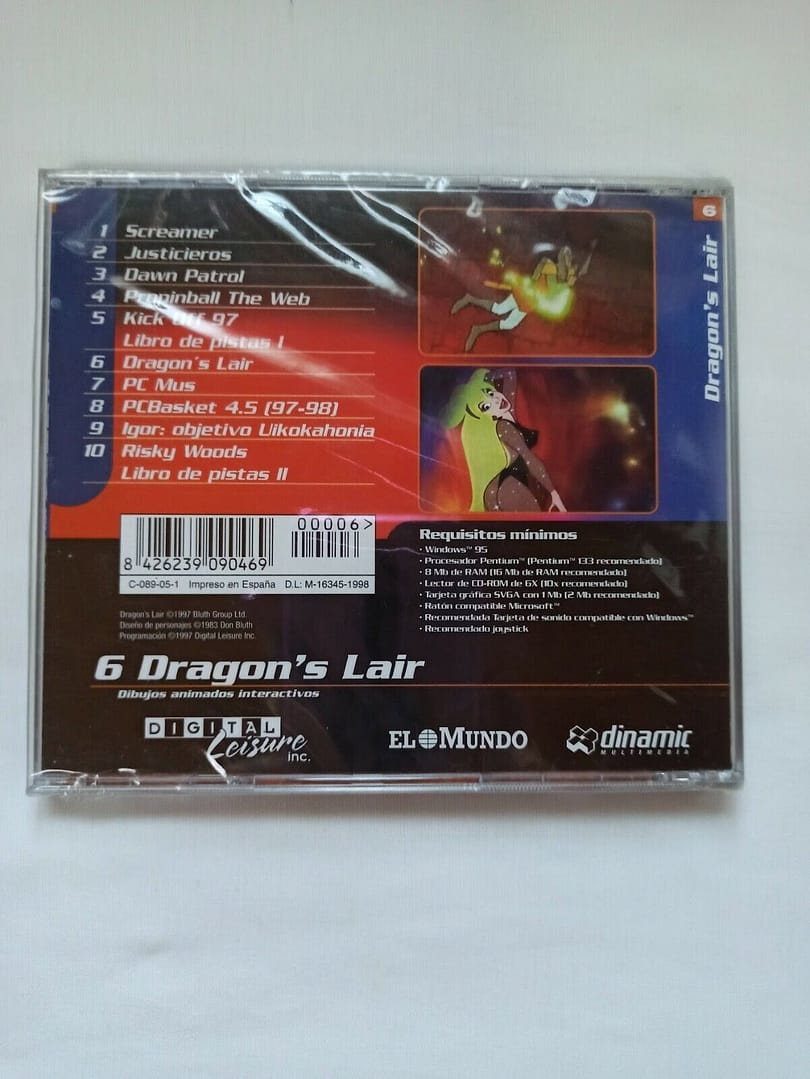 1 Screamer
2 Justicieros
3 Dawn Patrol
4 Propinball The Web
5 Kick Off 97
Libro de pistas I
6 Dragon´s Lair
7 PC Mus
8 PCBasket 4.5 (97-98)
9 Igor: objetivo Uikokahonia
10 Risky Woods
Libro de pistas II
6
Dragon's Lair
00006>
8 426239 090469
C-089-05-1 Impreso en España D.L: M-16345-1998
Dragon's Lair ©1997 Bluth Group Ltd.
Diseño de personajes ©1983 Don Bluth
Programación ©1997 Digital Leisure Inc.
Requisitos mínimos
· Windows™ 95
· Procesador Pentium™ (Pentium™ 133 recomendado)
· 8 Mb de RAM (16 Mb de RAM recomendado)
· Lector de CD-ROM de 6X (10x recomendado)
· Tarjeta gráfica SVGA con 1 Mb (2 Mb recomendado)
· Ratón compatible Microsoft™
· Recomendada Tarjeta de sonido compatible con Windows™
· Recomendado joystick
6 Dragon's Lair
Dibujos animados interactivos
DIGITAL
Leisure
inc.
EL MUNDO
dinamic
MULTIMEDIA